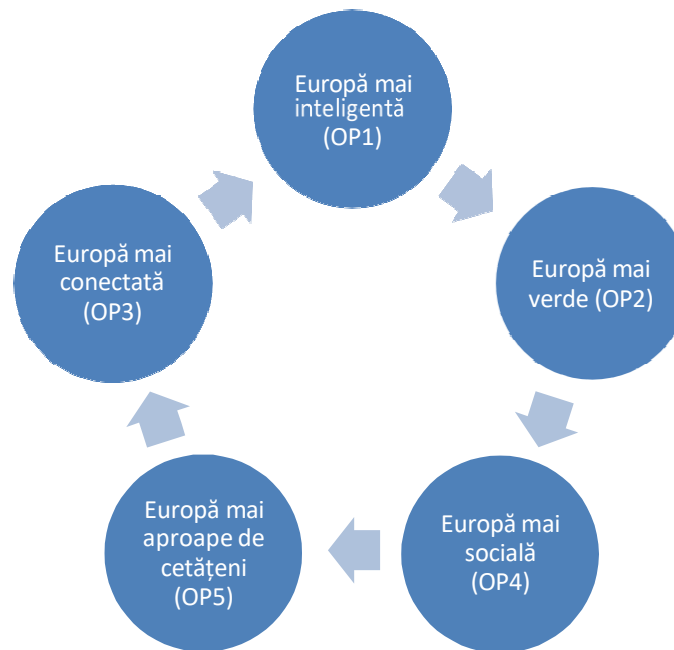 Europă mai
inteligentă
(OP1)
Europă mai
verde (OP2)
Europă mai
socială
(OP4)
Europă mai
aproape de
cetățeni
(OP5)
Europă mai
conectată
(OP3)